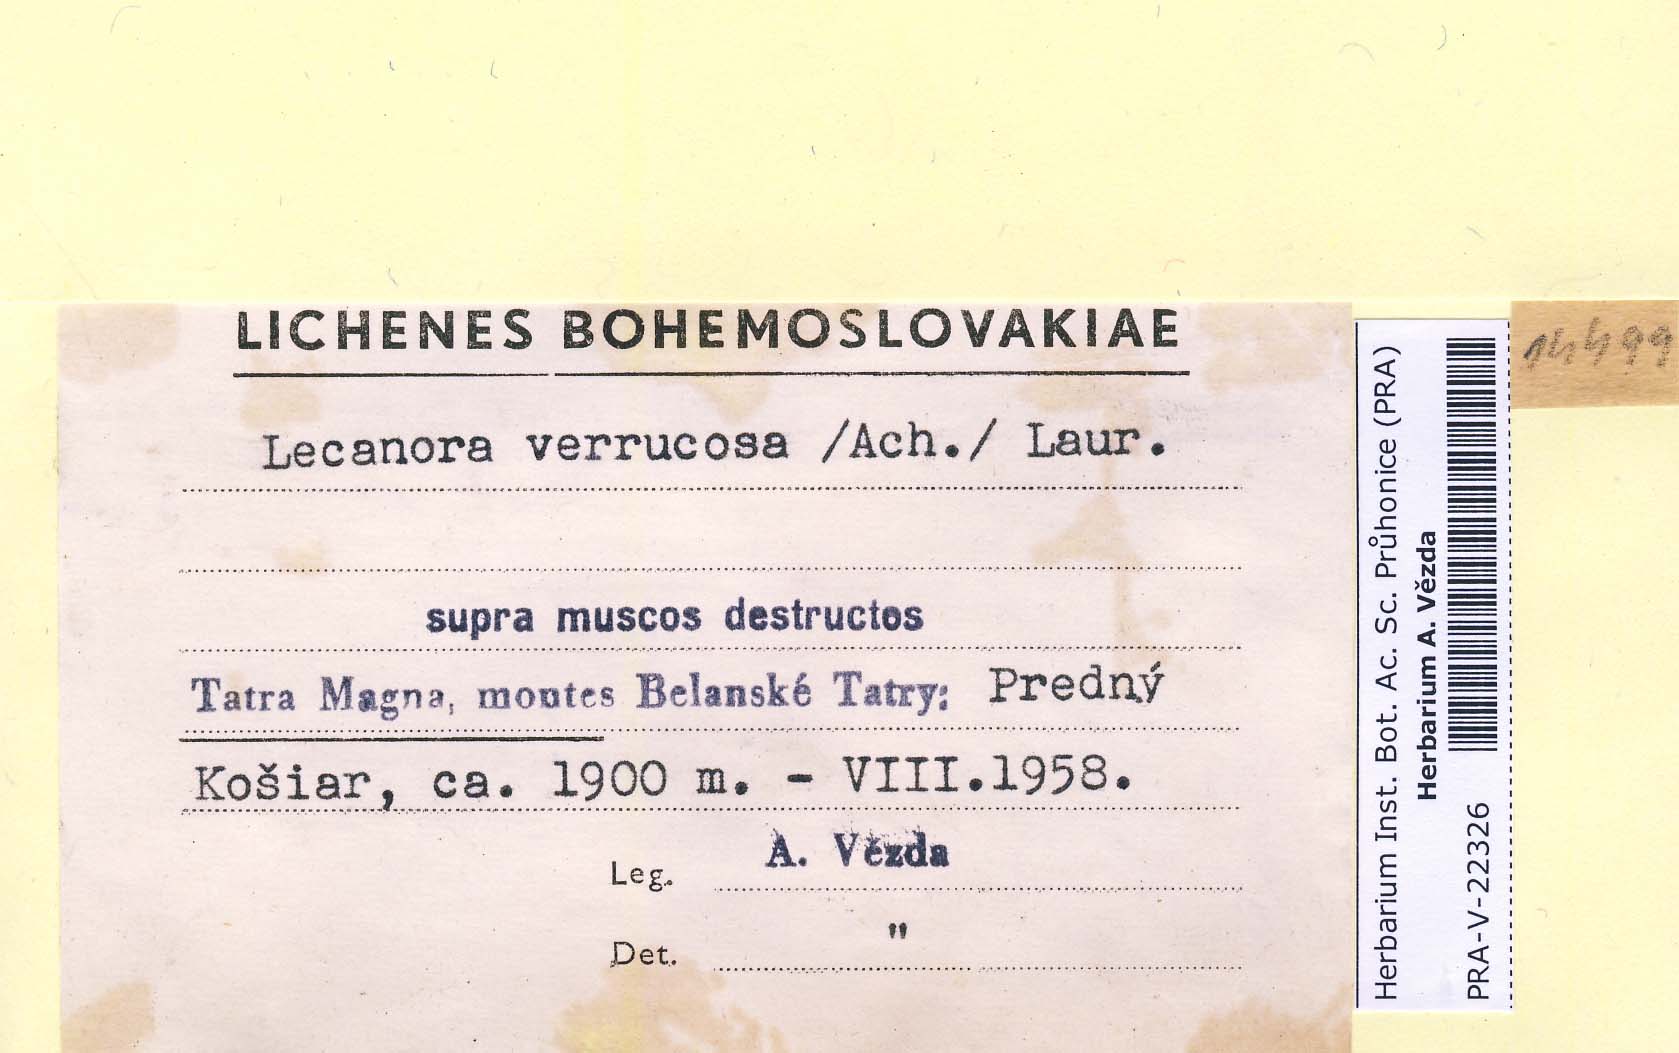 LICHENES BOHEMOSLOVAKIAE
Lecanora verrucosa /Ach./ Laur.
supra muscos destructos
Tatra Magna, montes Belanské Tatry: Predný
Košiar, ca. 1900 m. - VIII.1958.
Leg. A. Vězda
Det. "
Herbarium Inst. Bot. Ac. Sc. Průhonice (PRA)
Herbarium A. Vězda
PRA-V-22326
14499